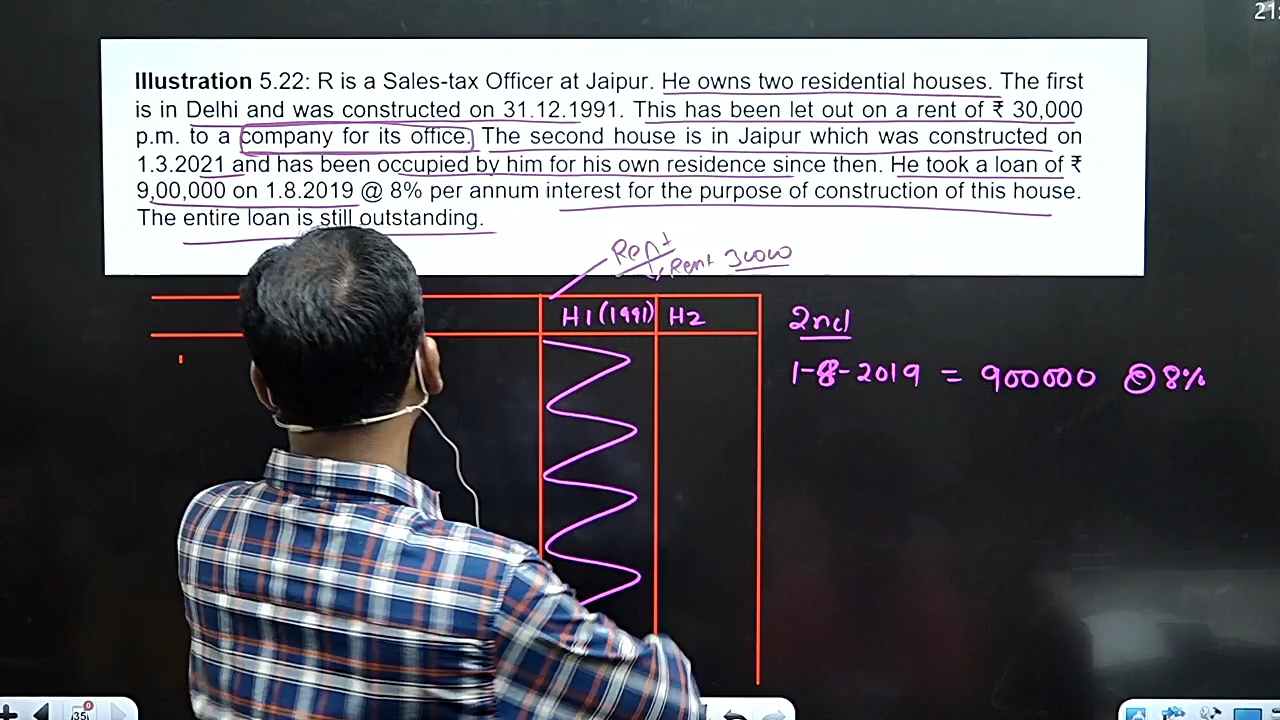 21:
Illustration 5.22: R is a Sales-tax Officer at Jaipur. He owns two residential houses. The first
is in Delhi and was constructed on 31.12.1991. This has been let out on a rent of ₹ 30,000
p.m. to a company for its office. The second house is in Jaipur which was constructed on
1.3.2021 and has been occupied by him for his own residence since then. He took a loan of ₹
9,00,000 on 1.8.2019 @ 8% per annum interest for the purpose of construction of this house.
The entire loan is still outstanding.
Rent
Rent 30000
H1(1991) H2
2nd
1-8-2019 = 900000 @ 8%
35
0